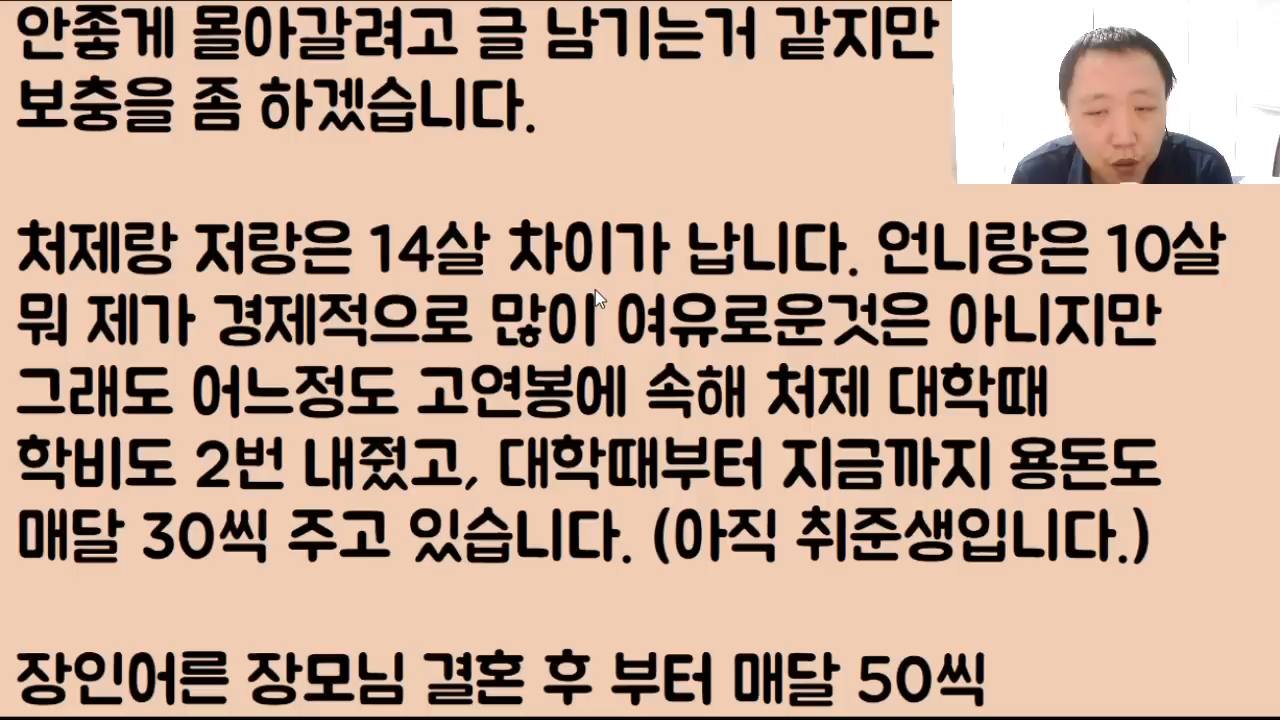 안좋게 몰아갈려고 글 남기는거 같지만
보충을 좀 하겠습니다.
처제랑 저랑은 14살 차이가 납니다. 언니랑은 10살
뭐 제가 경제적으로 많이 여유로운것은 아니지만
그래도 어느정도 고연봉에 속해 처제 대학때
학비도 2번 내줬고, 대학때부터 지금까지 용돈도
매달 30씩 주고 있습니다. (아직 취준생입니다.)
장인어른 장모님 결혼 후 부터 매달 50씩